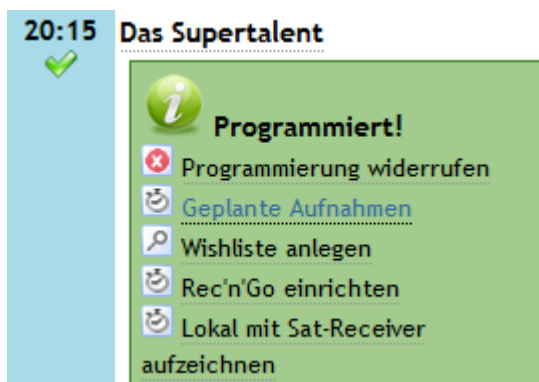 20:15 Das Supertalent
Programmiert!
Programmierung widerrufen
Geplante Aufnahmen
Wishliste anlegen
Rec'n'Go einrichten
Lokal mit Sat-Receiver
aufzeichnen